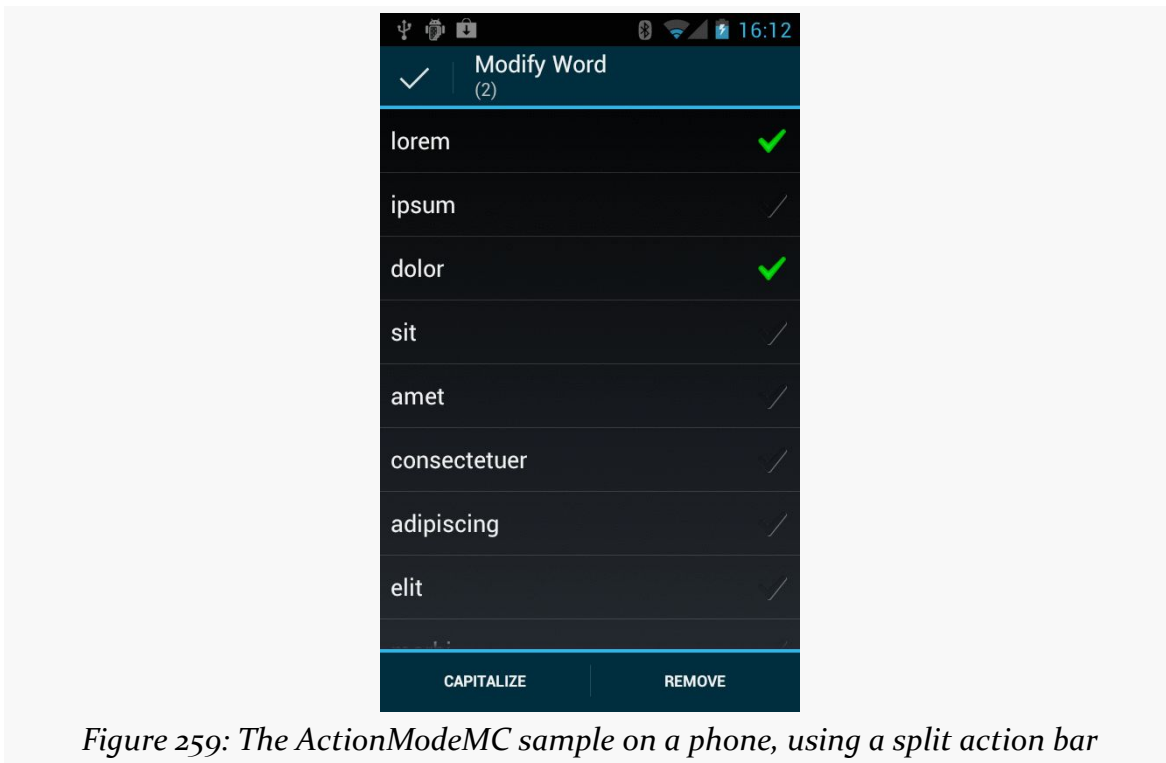 16:12
Modify Word
(2)
lorem
ipsum
dolor
sit
amet
consectetuer
adipiscing
elit
CAPITALIZE REMOVE
Figure 259: The ActionModeMC sample on a phone, using a split action bar